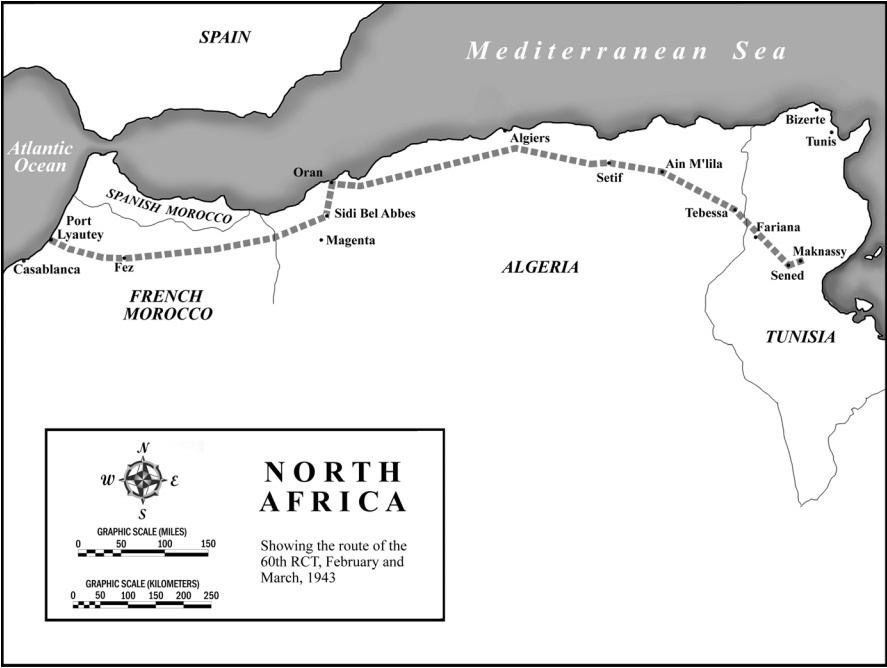 SPAIN
Mediterranean Sea
Atlantic
Ocean
Bizerte
Tunis
Algiers
Oran
Setif
Ain M'lila
SPANISH MOROCCO
Port
Lyautey
Sidi Bel Abbes
Tebessa
Fariana
Magenta
Maknassy
Casablanca
Fez
Sened
ALGERIA
FRENCH
MOROCCO
TUNISIA
N
W
E
S
NORTH
AFRICA
GRAPHIC SCALE (MILES)
0 50 100 150
Showing the route of the
60th RCT, February and
March, 1943
GRAPHIC SCALE (KILOMETERS)
0 50 100 150 200 250